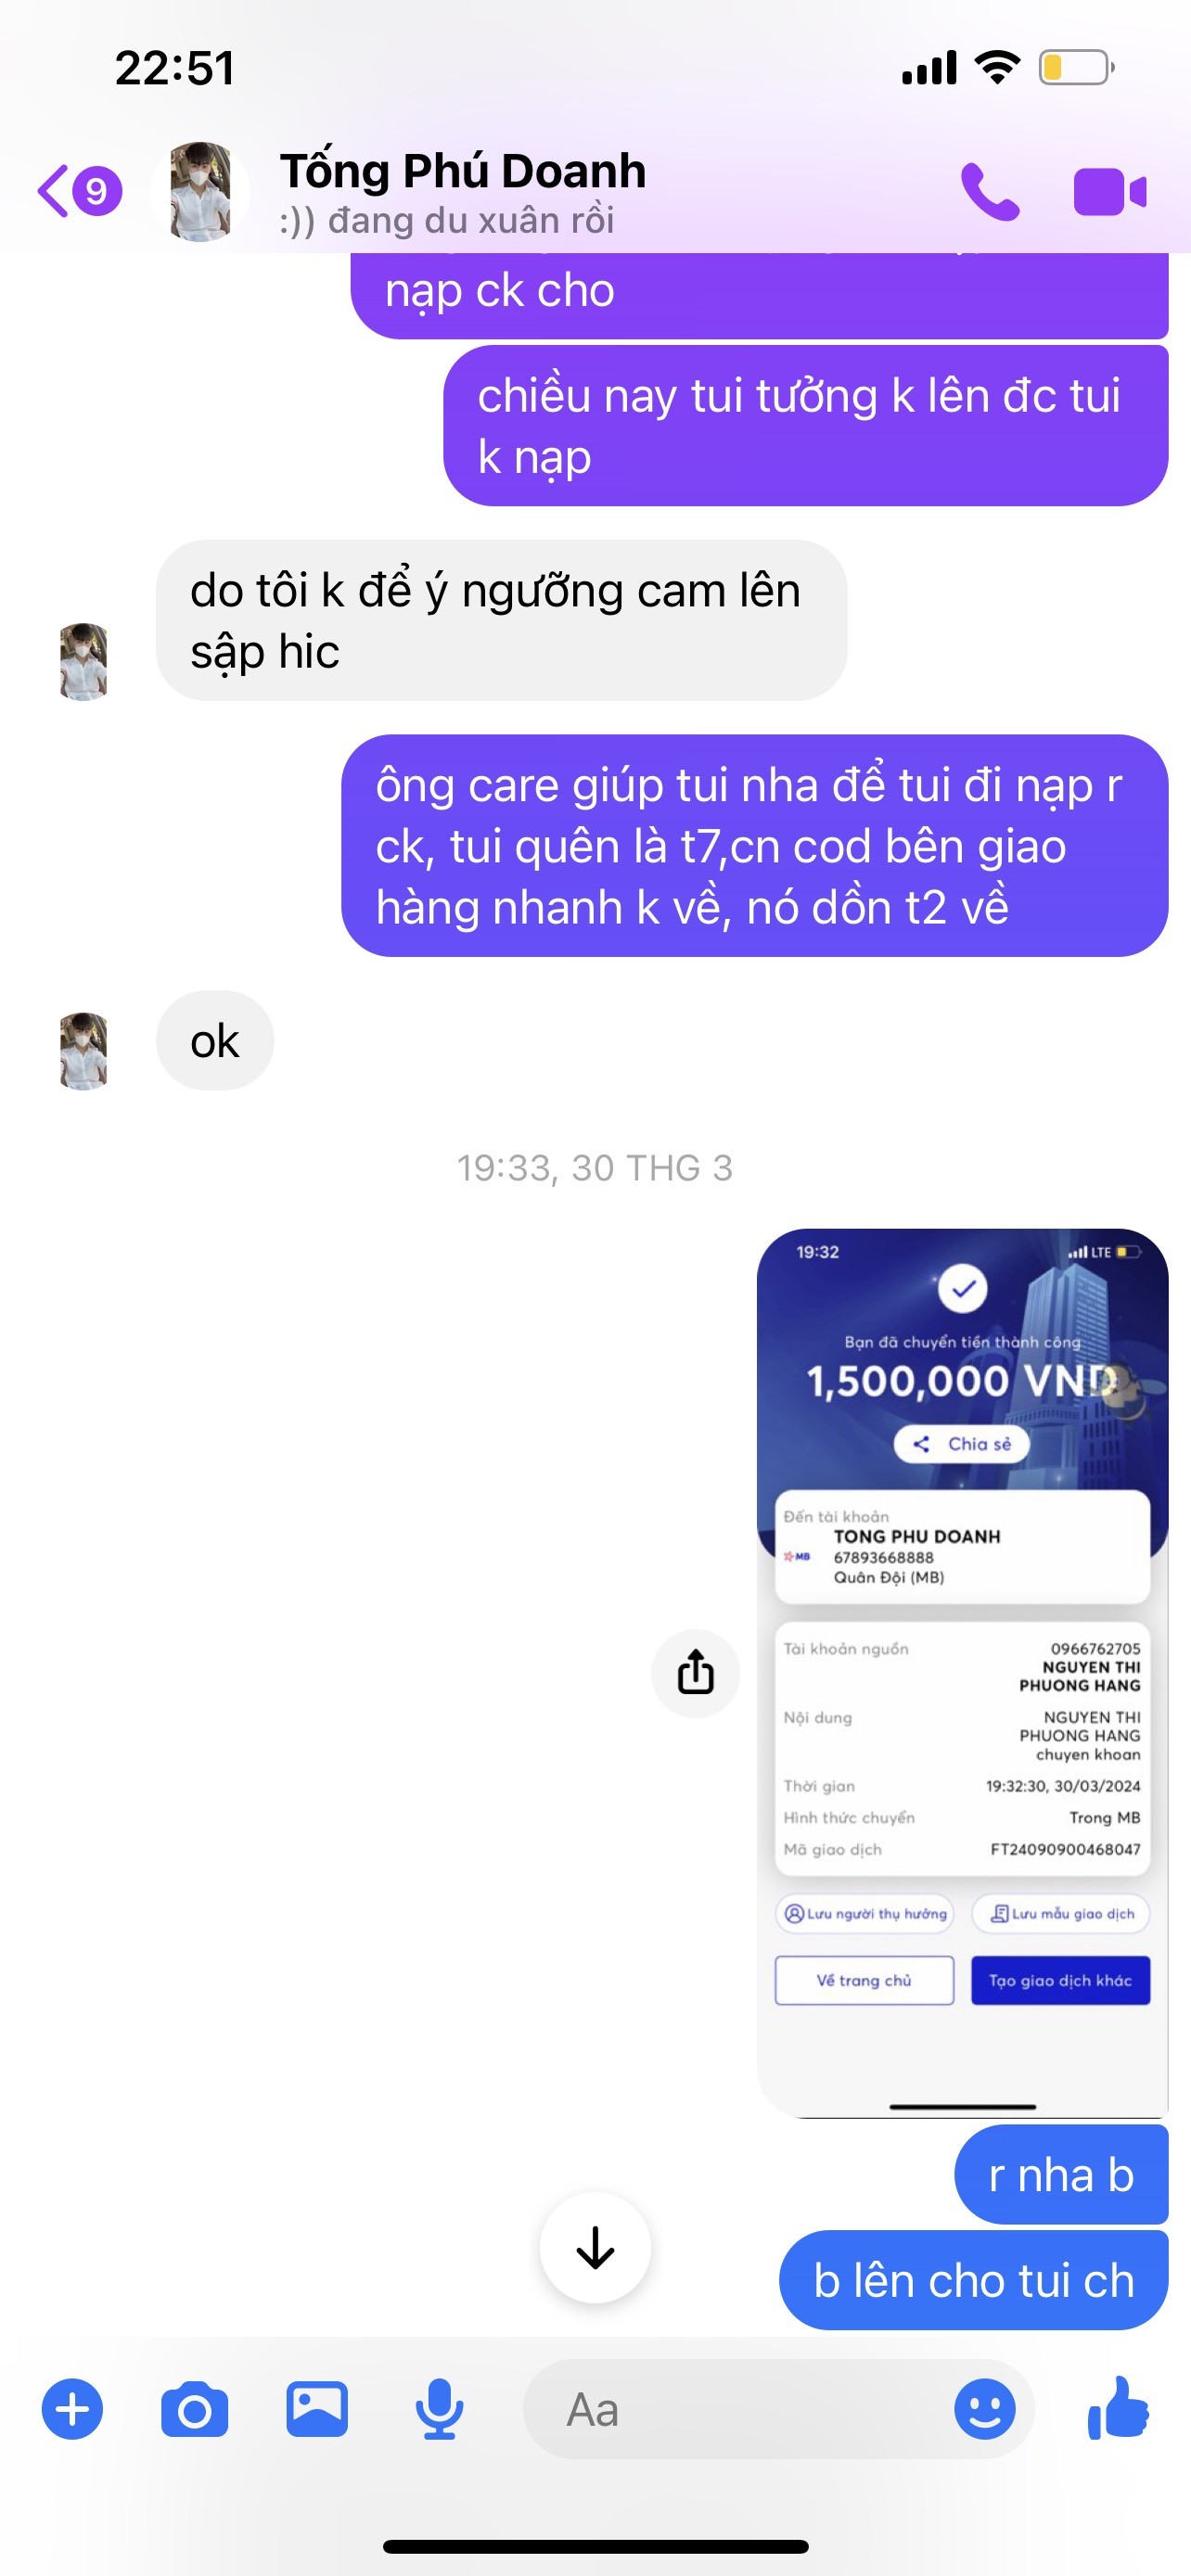 22:51
9
Tống Phú Doanh
:)) đang du xuân rồi
nạp ck cho
chiều nay tui tưởng k lên đc tui
k nạp
do tôi k để ý ngưỡng cam lên
sập hic
ông care giúp tui nha để tui đi nạp r
ck, tui quên là t7,cn cod bên giao
hàng nhanh k về, nó dồn t2 về
ok
19:33, 30 THG 3
19:32
LTE
Bạn đã chuyển tiền thành công
1,500,000 VND
Chia sẻ
Đến tài khoản
TONG PHU DOANH
MB
67893668888
Quân Đội (MB)
Tài khoản nguồn
0966762705
NGUYEN THI
PHUONG HANG
Nội dung
NGUYEN THI
PHUONG HANG
chuyen khoan
Thời gian
19:32:30, 30/03/2024
Hình thức chuyển
Trong MB
Mã giao dịch
FT24090900468047
Lưu người thụ hưởng
Lưu mẫu giao dịch
Về trang chủ
Tạo giao dịch khác
r nha b
b lên cho tui ch
Aa